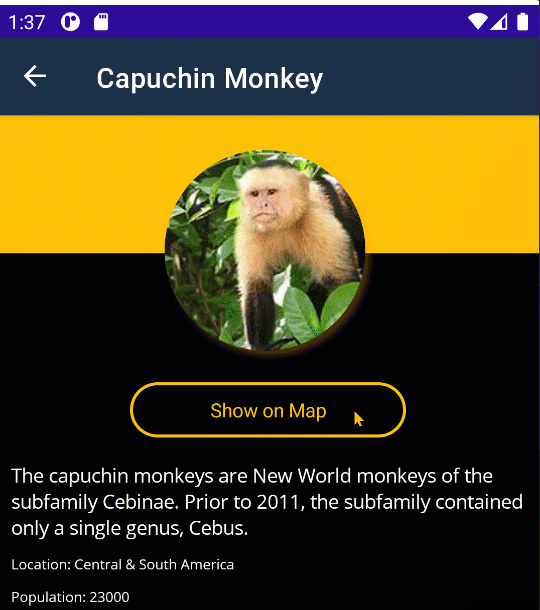 1:37
Capuchin Monkey
Show on Map
The capuchin monkeys are New World monkeys of the
subfamily Cebinae. Prior to 2011, the subfamily contained
only a single genus, Cebus.
Location: Central & South America
Population: 23000